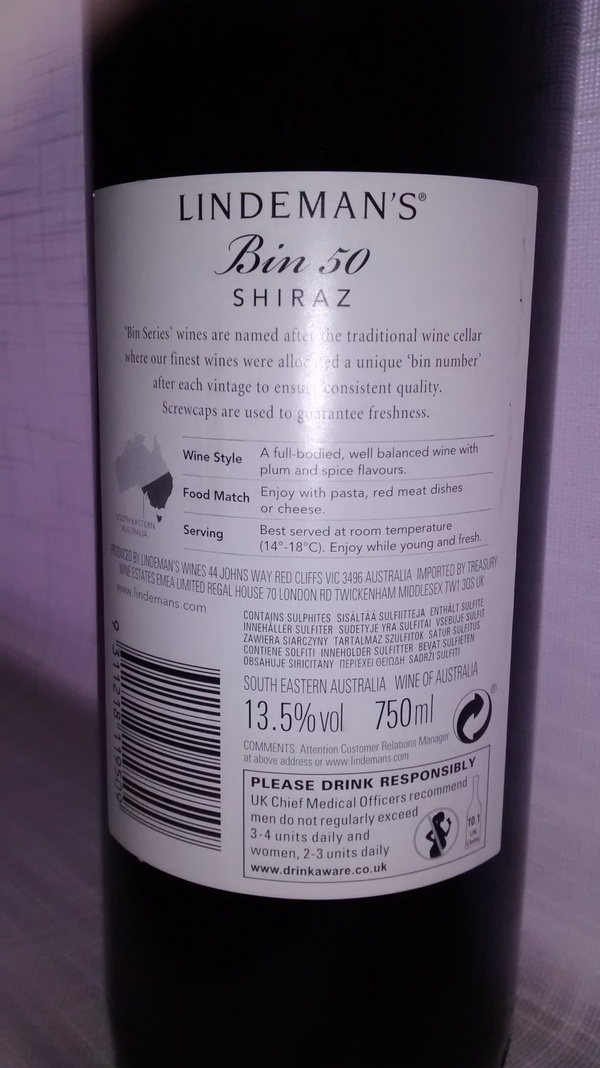 LINDEMAN'S®
Bin 50
SHIRAZ
'Bin Series' wines are named after the traditional wine cellar
where our finest wines were allocated a unique 'bin number'
after each vintage to ensure consistent quality.
Screwcaps are used to guarantee freshness.
Wine Style A full-bodied, well balanced wine with
plum and spice flavours.
Food Match Enjoy with pasta, red meat dishes
or cheese.
Serving Best served at room temperature
(14°-18°C). Enjoy while young and fresh.
SOUTH EASTERN
AUSTRALIA
PRODUCED BY LINDEMAN'S WINES 44 JOHNS WAY RED CLIFFS VIC 3496 AUSTRALIA IMPORTED BY TREASURY
WINE ESTATES EMEA LIMITED REGAL HOUSE 70 LONDON RD TWICKENHAM MIDDLESEX TW1 3QS UK
www.lindemans.com
CONTAINS SULPHITES SISÄLTÄÄ SULFIITTEJA ENTHÄLT SULFITE
INNEHÅLLER SULFITER SUDETYJE YRA SULFITAI VSEBUJE SULFIT
ZAWIERA SIARCZYNY TARTALMAZ SZULFITOK SATUR SULFITUS
CONTIENE SOLFITI INNEHOLDER SULFITTER BEVAT SULFIETEN
OBSAHUJE SIRICITANY ΠΕΡΙΕΧΕΙ ΘΕΙΩΔΗ SADRŽI SULFITI
SOUTH EASTERN AUSTRALIA WINE OF AUSTRALIA
13.5%vol 750ml ®
COMMENTS: Attention Customer Relations Manager
at above address or www.lindemans.com
9 311218 119509
PLEASE DRINK RESPONSIBLY
UK Chief Medical Officers recommend
men do not regularly exceed
3-4 units daily and
women, 2-3 units daily
www.drinkaware.co.uk
10.1
UK
Units